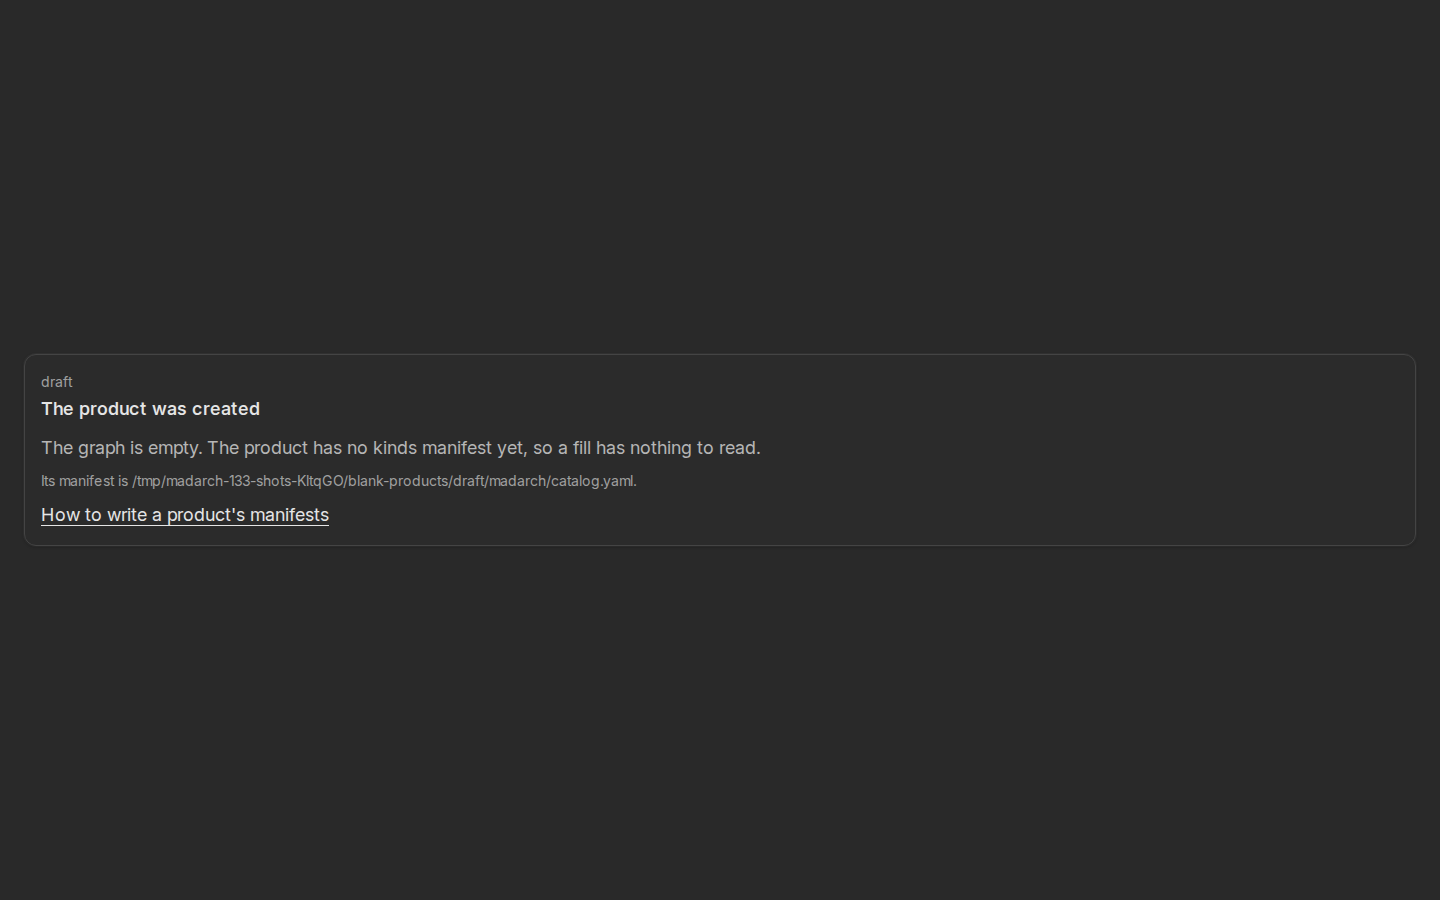 draft
The product was created
The graph is empty. The product has no kinds manifest yet, so a fill has nothing to read.
Its manifest is /tmp/madarch-133-shots-KltqGO/blank-products/draft/madarch/catalog.yaml.
How to write a product's manifests